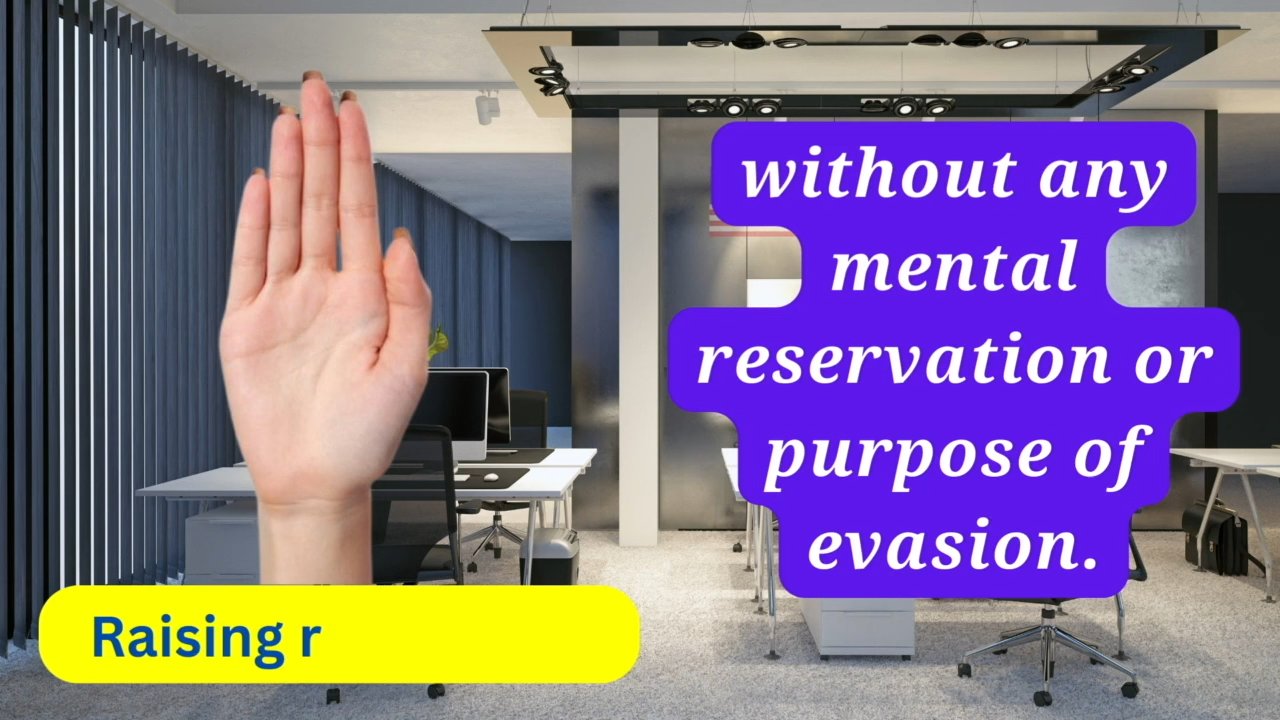 without any
mental
reservation or
purpose of
evasion.
Raising r